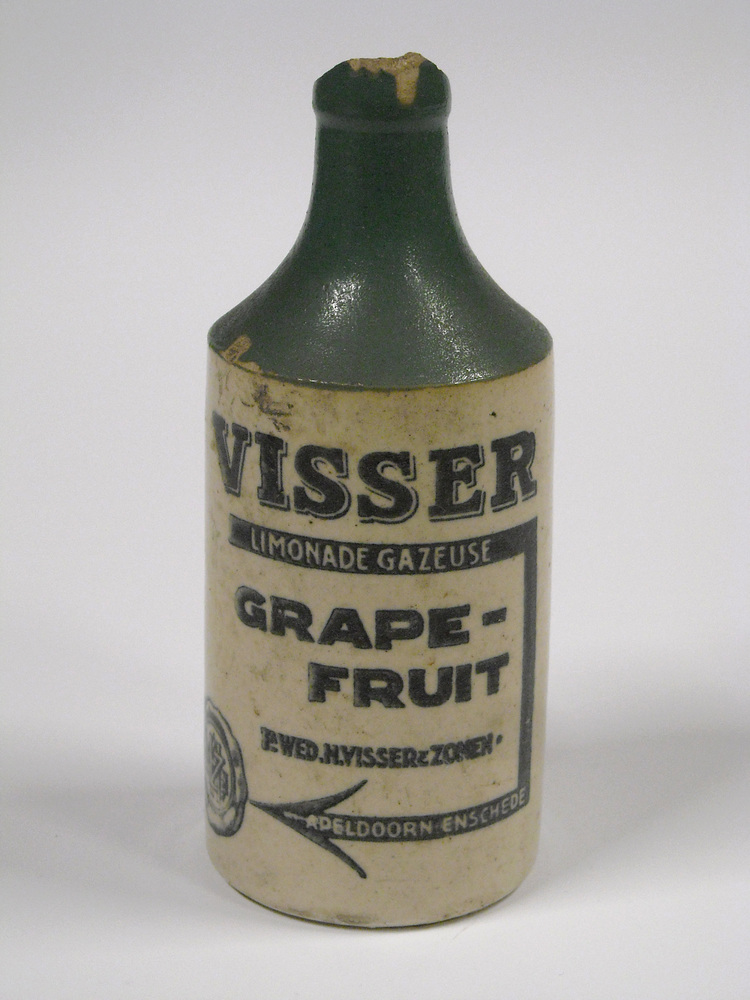 VISSER
LIMONADE GAZEUSE
GRAPE-
FRUIT
Fa. WED. H. VISSER & ZONEN.
APELDOORN-ENSCHEDE